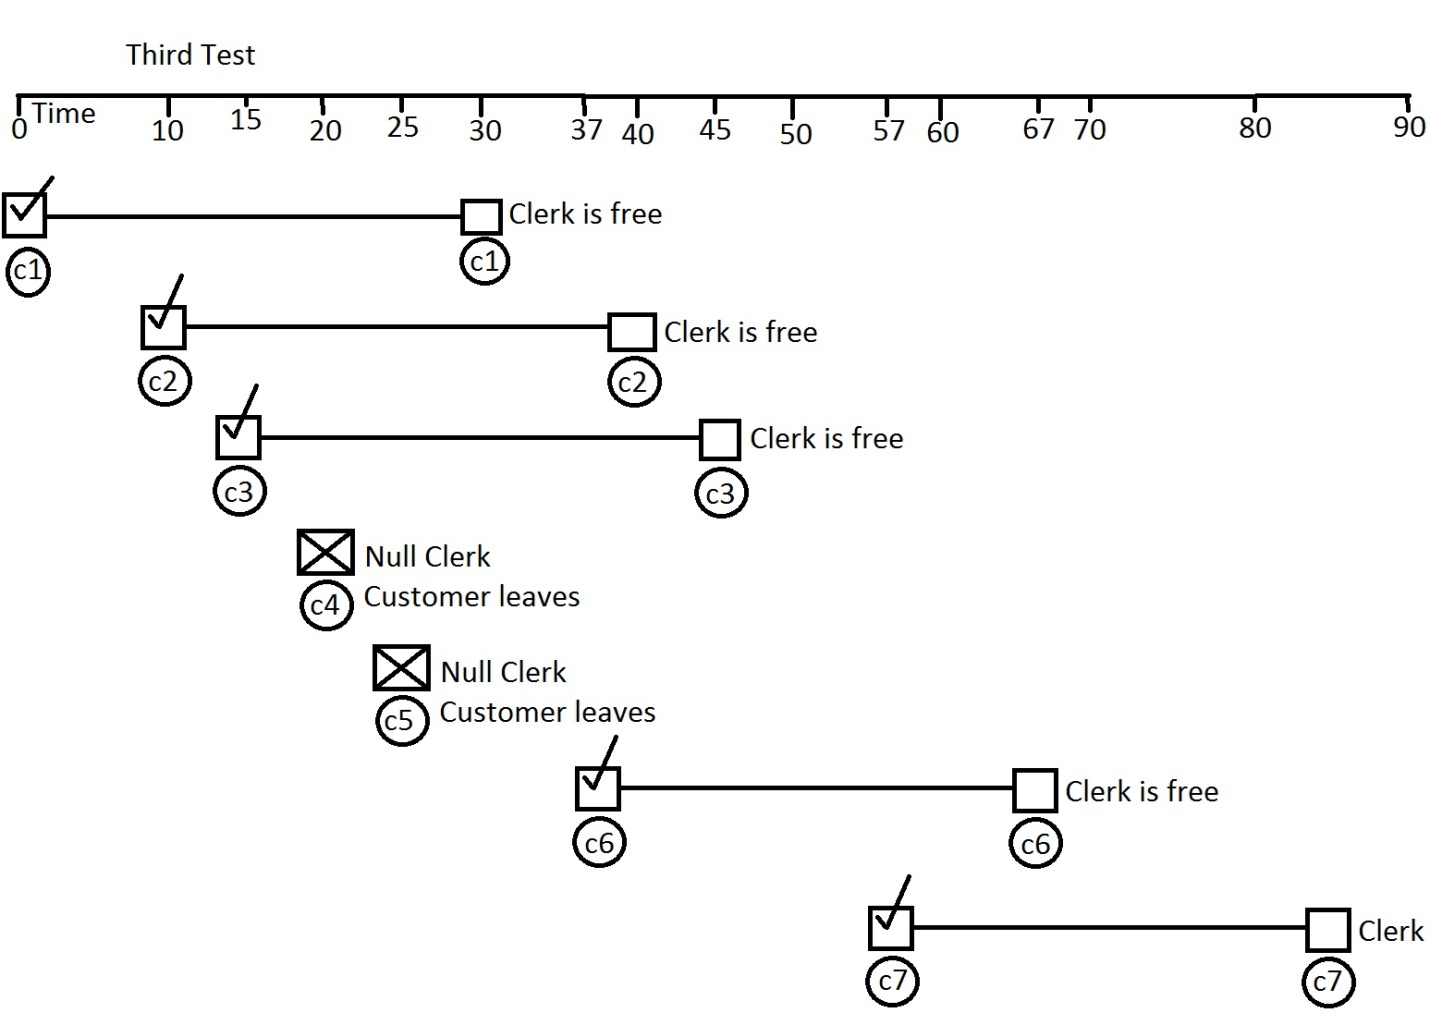 Third Test
Time
0 10 15 20 25 30 37 40 45 50 57 60 67 70 80 90
Clerk is free
c1 c1
Clerk is free
c2 c2
Clerk is free
c3 c3
Null Clerk
c4 Customer leaves
Null Clerk
c5 Customer leaves
Clerk is free
c6 c6
Clerk
c7 c7